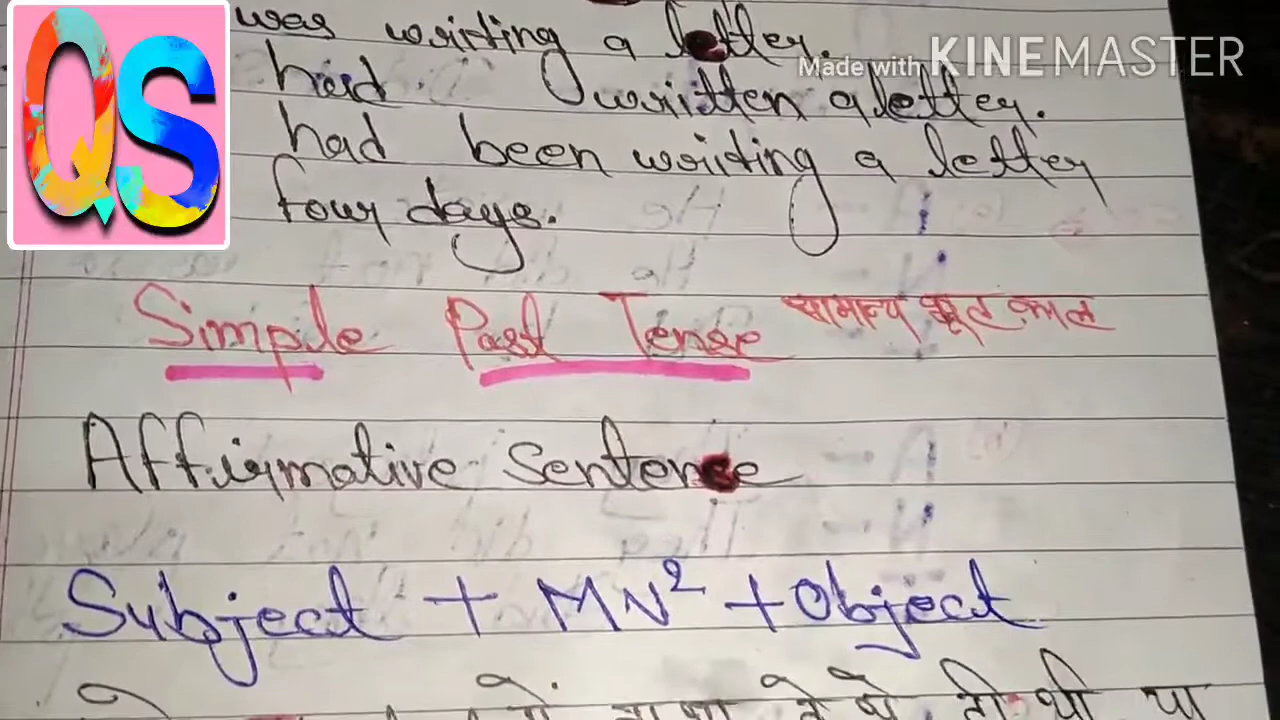 was writing a letter.
Made with KINEMASTER
had written a letter.
had been writing a letter
four days.
QS
Simple Past Tense सामान्य भूतकाल
Affirmative Sentence
Subject + MV² + Object